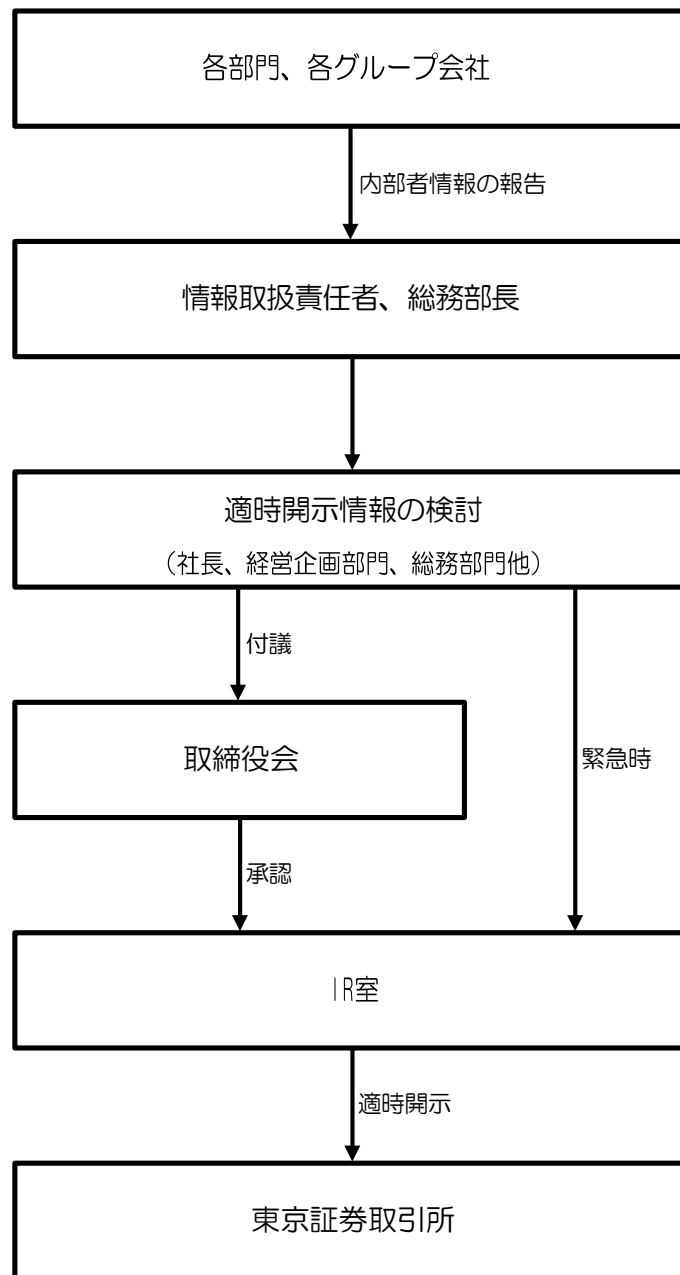 各部門、各グループ会社
内部者情報の報告
情報取扱責任者、総務部長
適時開示情報の検討
（社長、経営企画部門、総務部門他）
付議
取締役会
緊急時
承認
IR室
適時開示
東京証券取引所